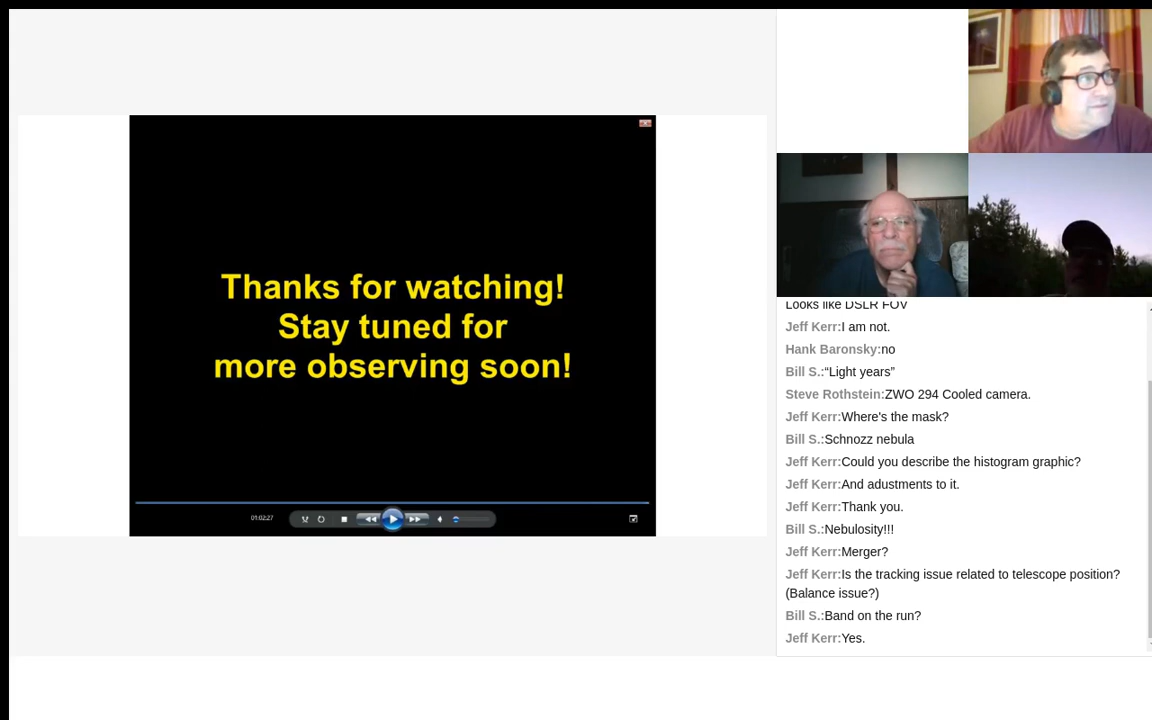 Thanks for watching!
Stay tuned for
more observing soon!
01:02:27
Looks like DSLR FOV
Jeff Kerr:I am not.
Hank Baronsky:no
Bill S.:“Light years”
Steve Rothstein:ZWO 294 Cooled camera.
Jeff Kerr:Where's the mask?
Bill S.:Schnozz nebula
Jeff Kerr:Could you describe the histogram graphic?
Jeff Kerr:And adustments to it.
Jeff Kerr:Thank you.
Bill S.:Nebulosity!!!
Jeff Kerr:Merger?
Jeff Kerr:Is the tracking issue related to telescope position?
(Balance issue?)
Bill S.:Band on the run?
Jeff Kerr:Yes.